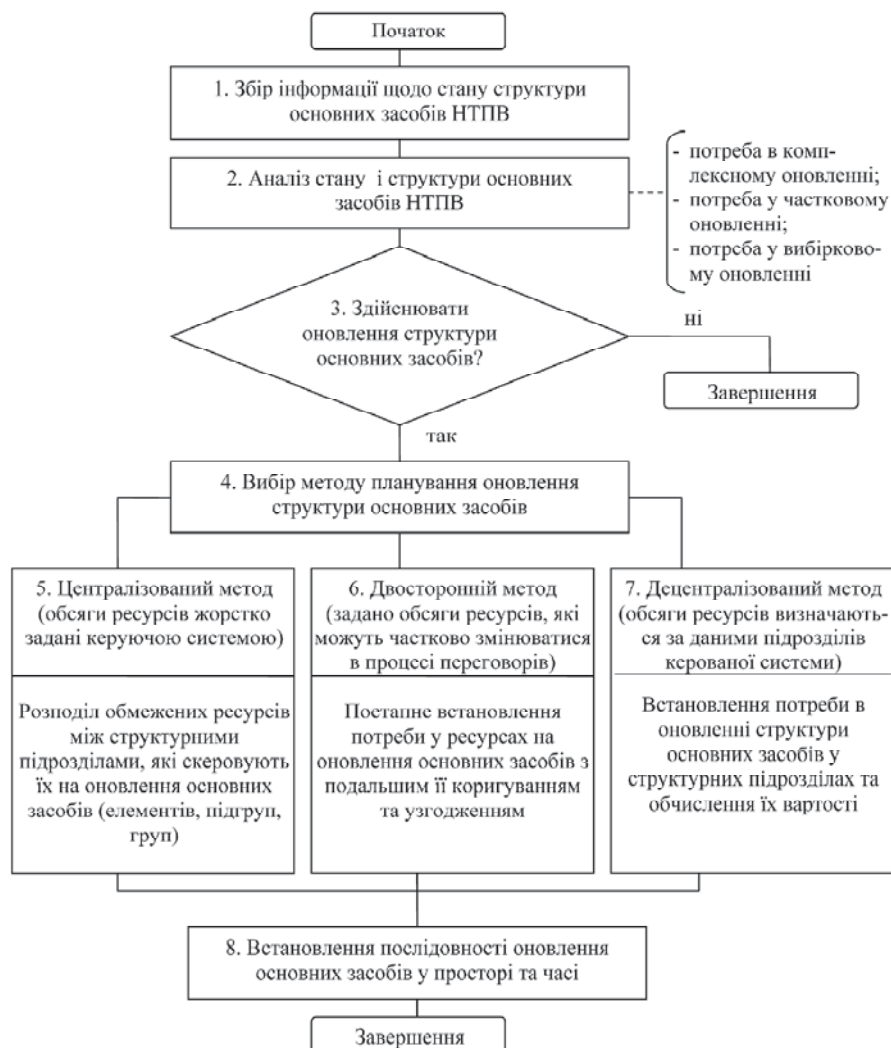 Початок
1. Збір інформації щодо стану структури
основних засобів НТПВ
2. Аналіз стану і структури основних
засобів НТПВ
- потреба в комп-
лексному оновленні;
- потреба у частковому
оновленні;
- потреба у вибірково-
му оновленні
3. Здійснювати
оновлення структури
основних засобів?
ні
Завершення
так
4. Вибір методу планування оновлення
структури основних засобів
5. Централізований метод
(обсяги ресурсів жорстко
задані керуючою системою)
Розподіл обмежених ресурсів
між структурними
підрозділами, які скеровують
їх на оновлення основних
засобів (елементів, підгруп,
груп)
6. Двосторонній метод
(задано обсяги ресурсів, які
можуть частково змінюватися
в процесі переговорів)
Поетапне встановлення
потреби у ресурсах на
оновлення основних засобів з
подальшим її коригуванням
та узгодженням
7. Децентралізований метод
(обсяги ресурсів визначають-
ся за даними підрозділів
керованої системи)
Встановлення потреби в
оновленні структури
основних засобів у
структурних підрозділах та
обчислення їх вартості
8. Встановлення послідовності оновлення
основних засобів у просторі та часі
Завершення